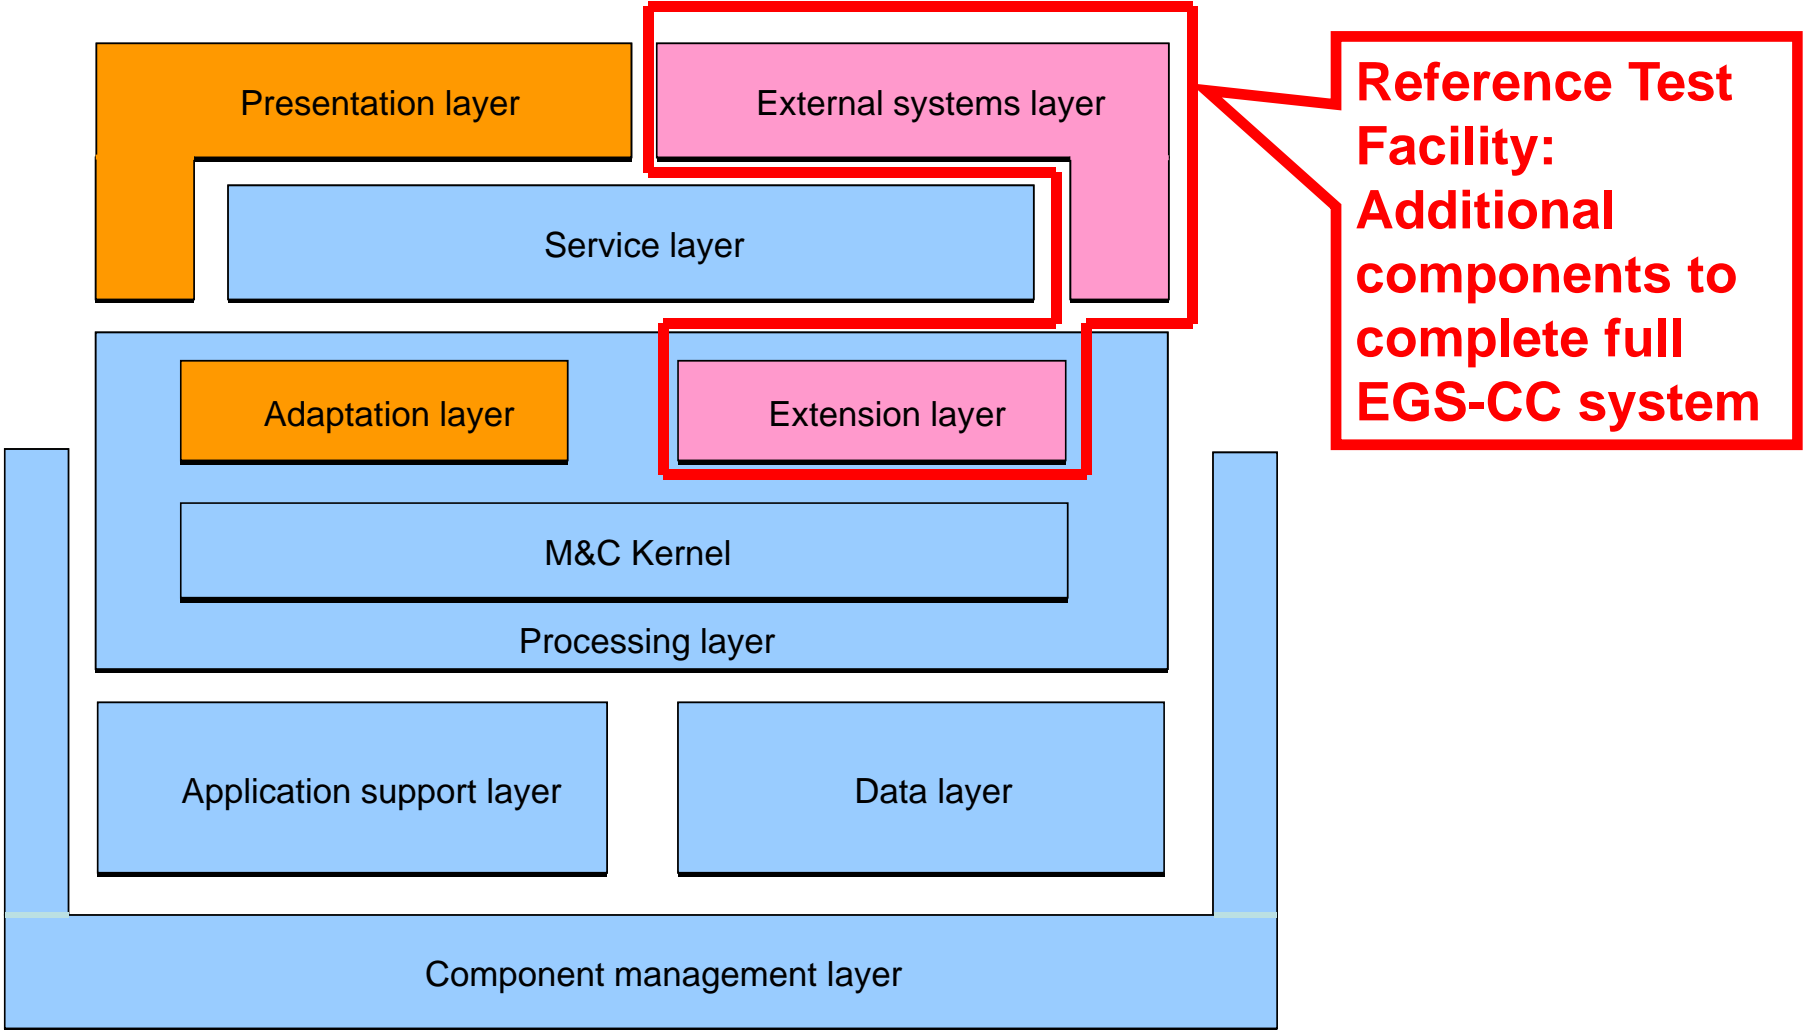 Presentation layer
External systems layer
Service layer
Adaptation layer
Extension layer
M&C Kernel
Processing layer
Application support layer
Data layer
Component management layer
Reference Test
Facility:
Additional
components to
complete full
EGS-CC system